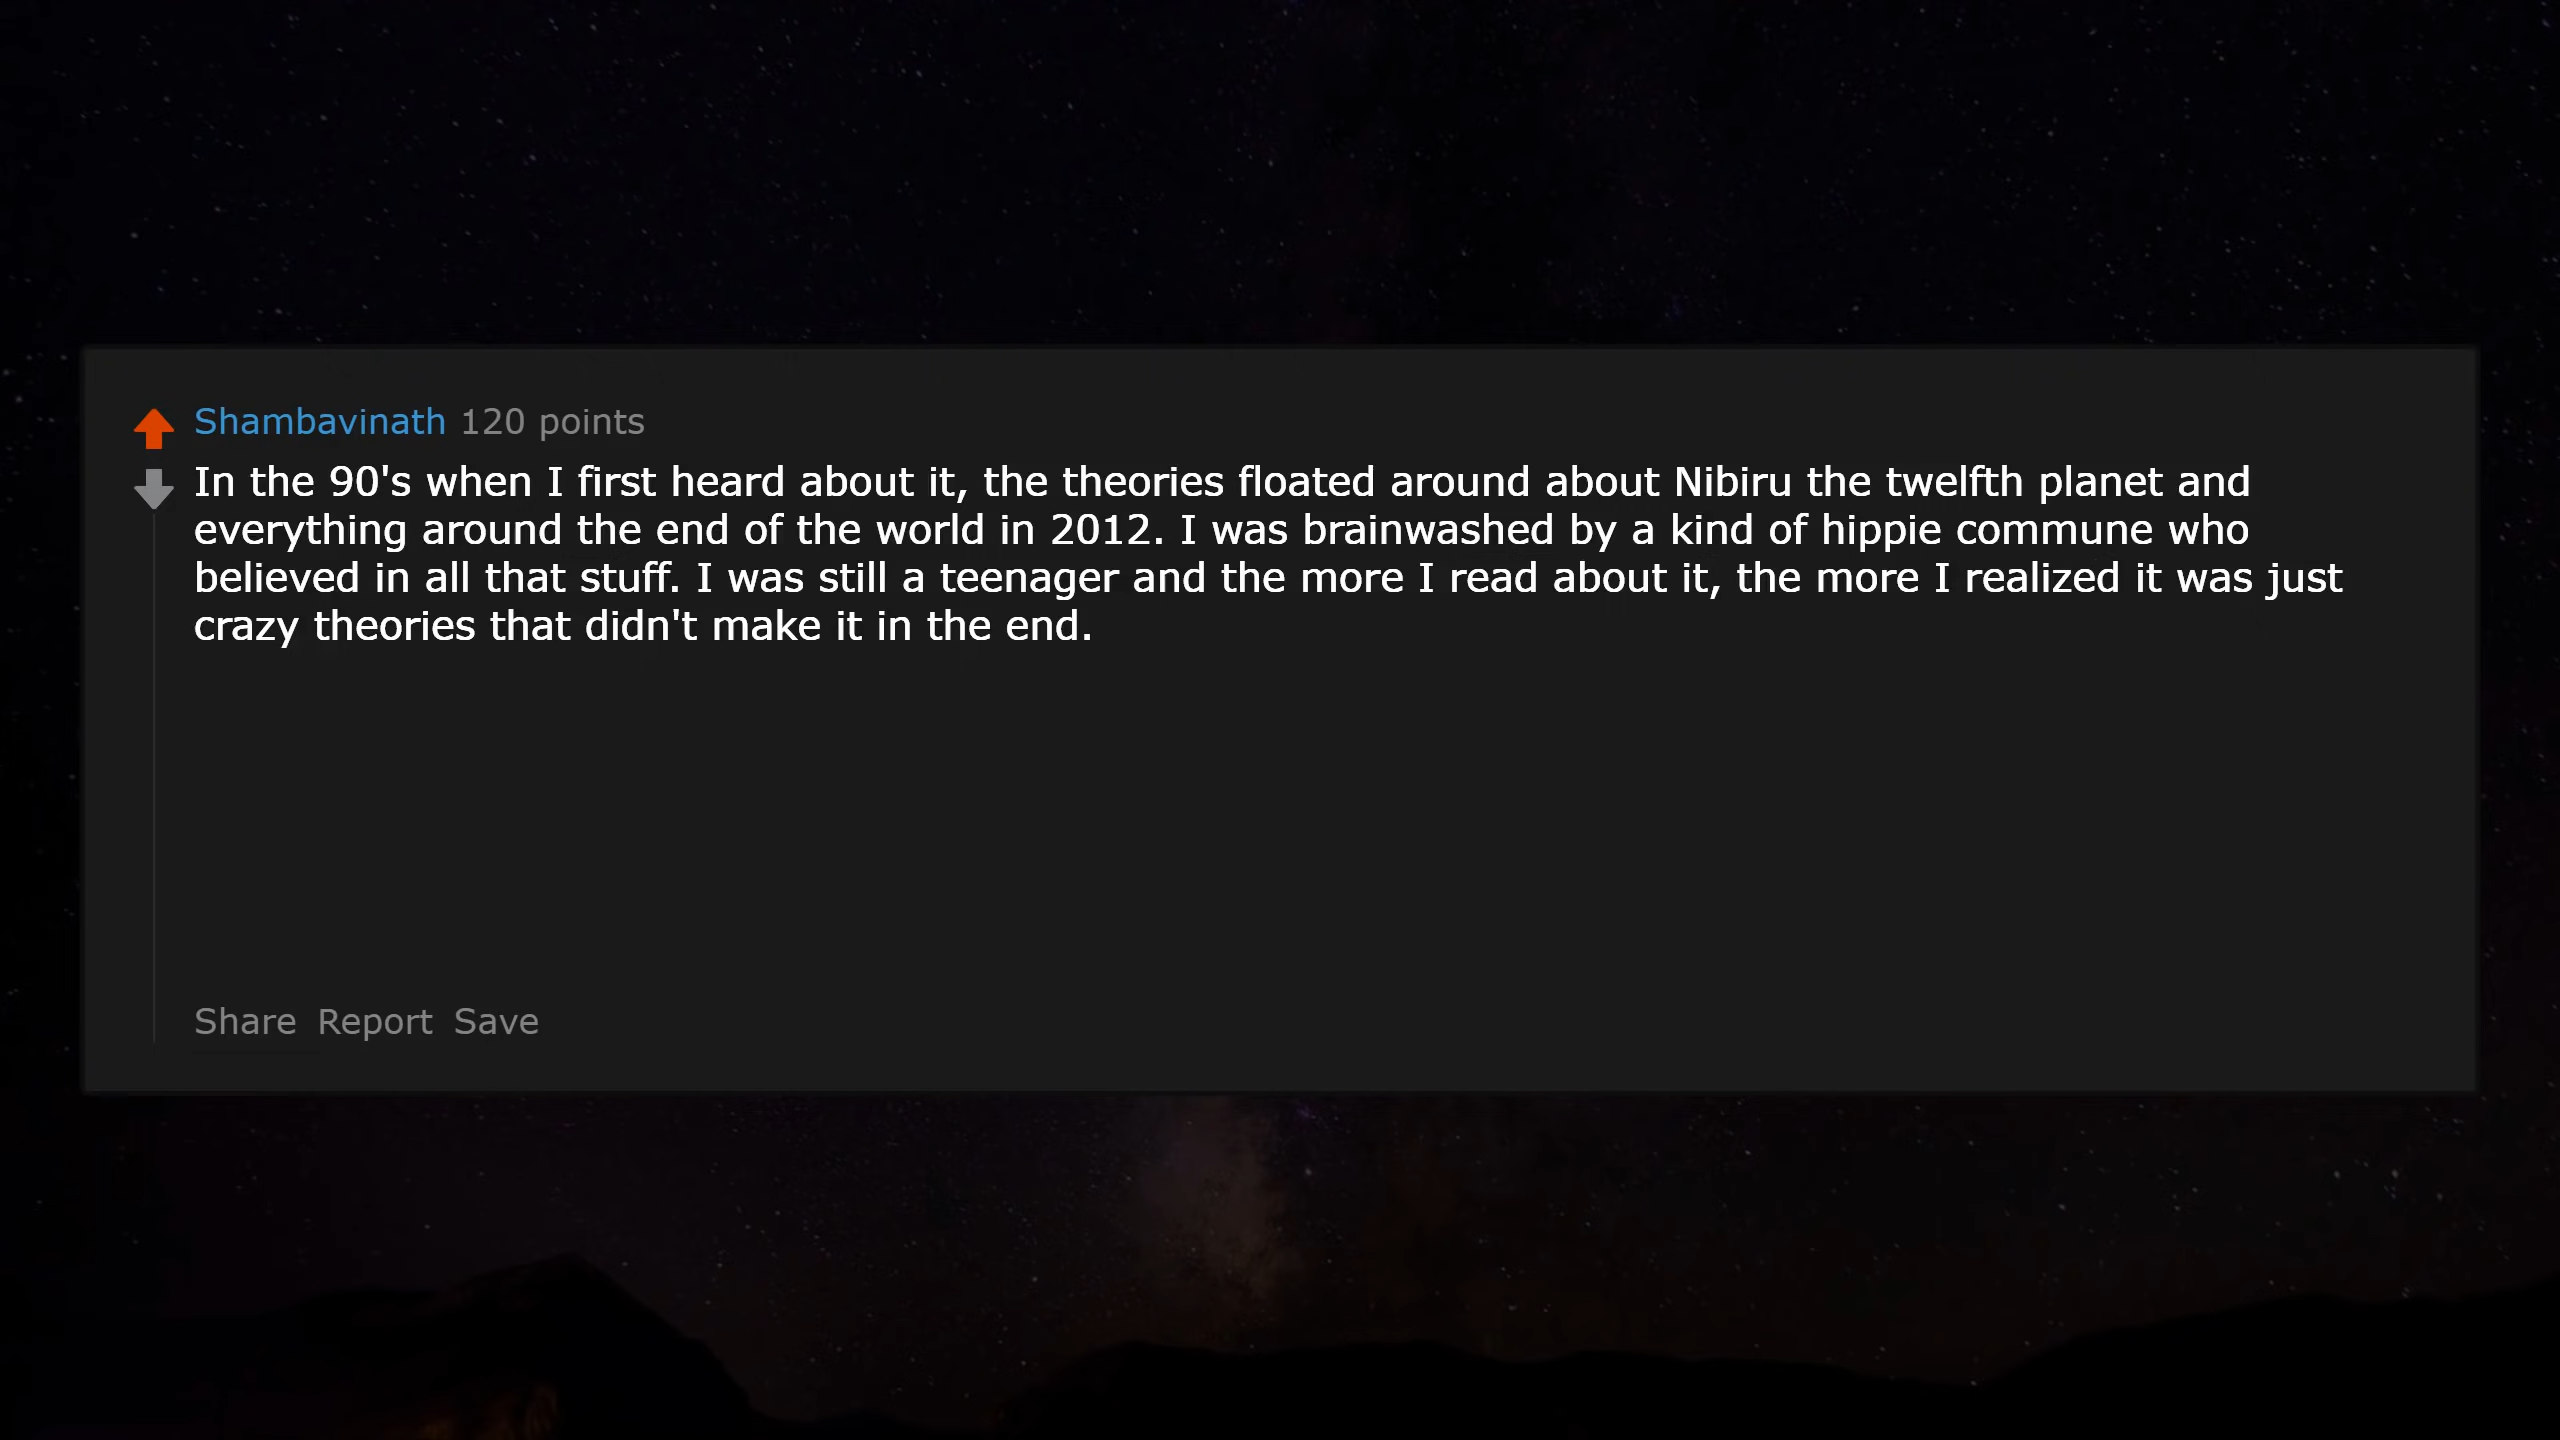 Shambavinath 120 points
In the 90's when I first heard about it, the theories floated around about Nibiru the twelfth planet and
everything around the end of the world in 2012. I was brainwashed by a kind of hippie commune who
believed in all that stuff. I was still a teenager and the more I read about it, the more I realized it was just
crazy theories that didn't make it in the end.
Share Report Save